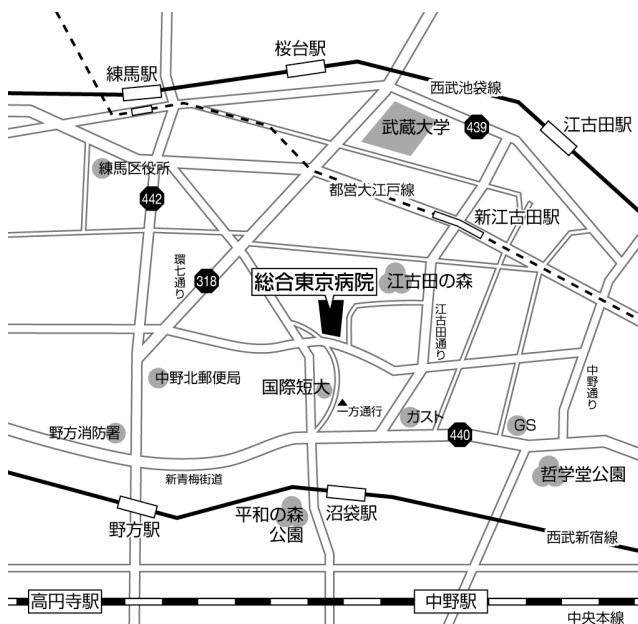 桜台駅
練馬駅
西武池袋線
江古田駅
武蔵大学
439
練馬区役所
442
都営大江戸線
新江古田駅
環七通り
318
総合東京病院
江古田の森
江古田通り
中野通り
中野北郵便局
国際短大
一方通行
ガスト
GS
野方消防署
440
新青梅街道
哲学堂公園
野方駅
平和の森
公園
沼袋駅
西武新宿線
高円寺駅
中野駅
中央本線